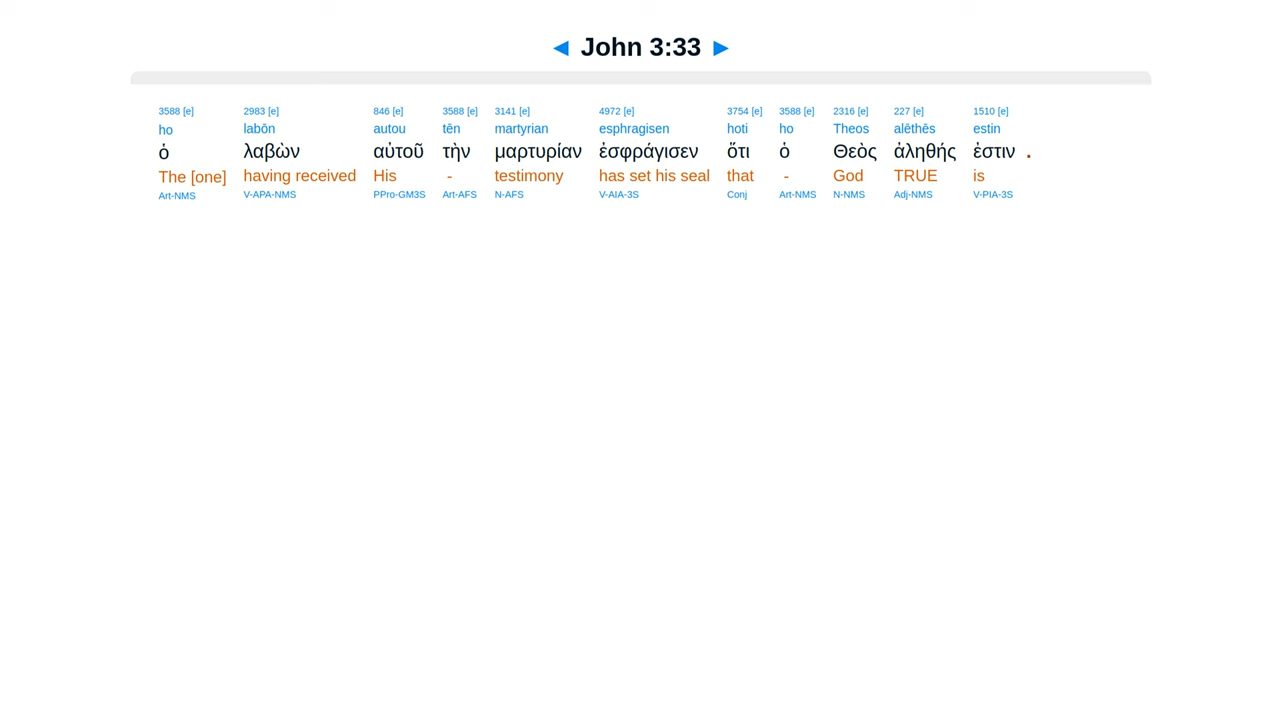 ◄ John 3:33 ►
3588 [e] 2983 [e] 846 [e] 3588 [e] 3141 [e] 4972 [e] 3754 [e] 3588 [e] 2316 [e] 227 [e] 1510 [e]
ho labōn autou tēn martyrian esphragisen hoti ho Theos alēthēs estin
ὁ λαβὼν αὐτοῦ τὴν μαρτυρίαν ἐσφράγισεν ὅτι ὁ Θεὸς ἀληθής ἐστιν .
The [one] having received His - testimony has set his seal that - God TRUE is
Art-NMS V-APA-NMS PPro-GM3S Art-AFS N-AFS V-AIA-3S Conj Art-NMS N-NMS Adj-NMS V-PIA-3S